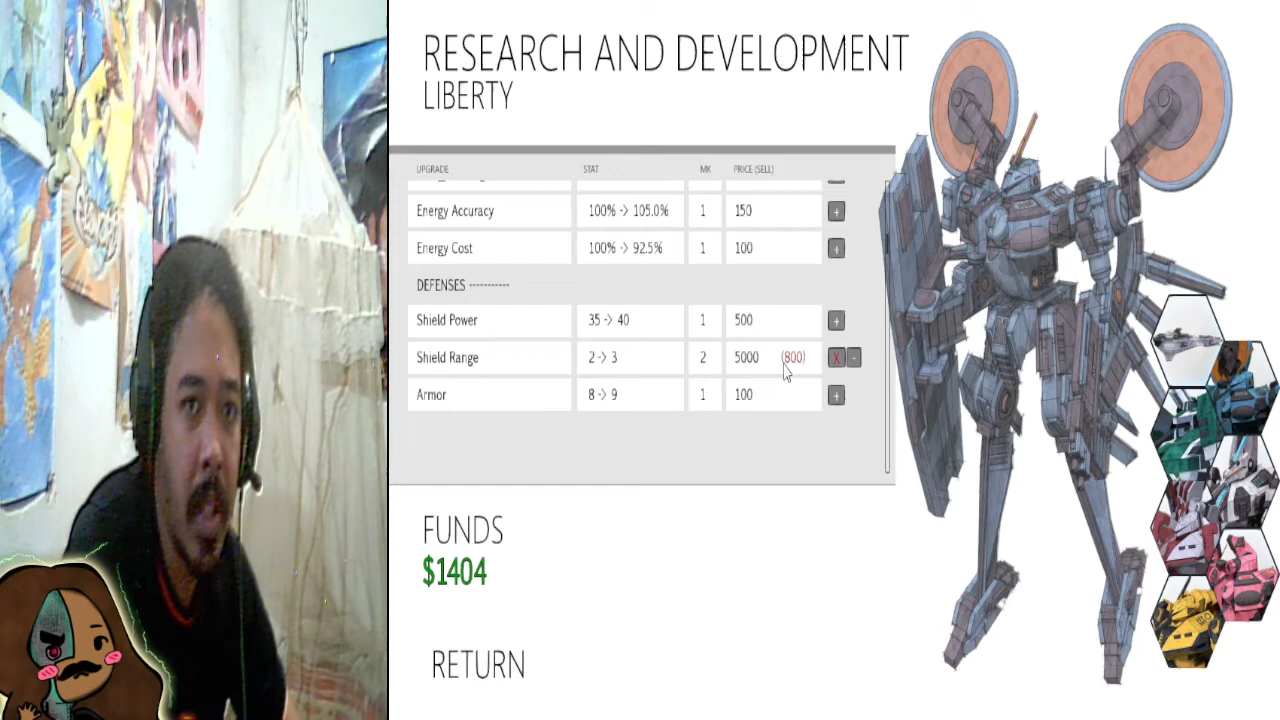 RESEARCH AND DEVELOPMENT
LIBERTY
UPGRADE STAT MK PRICE (SELL)
Energy Accuracy 100% -> 105.0% 1 150 +
Energy Cost 100% -> 92.5% 1 100 +
DEFENSES -----------
Shield Power 35 -> 40 1 500 +
Shield Range 2 -> 3 2 5000 (800) X -
Armor 8 -> 9 1 100 +
FUNDS
$1404
RETURN